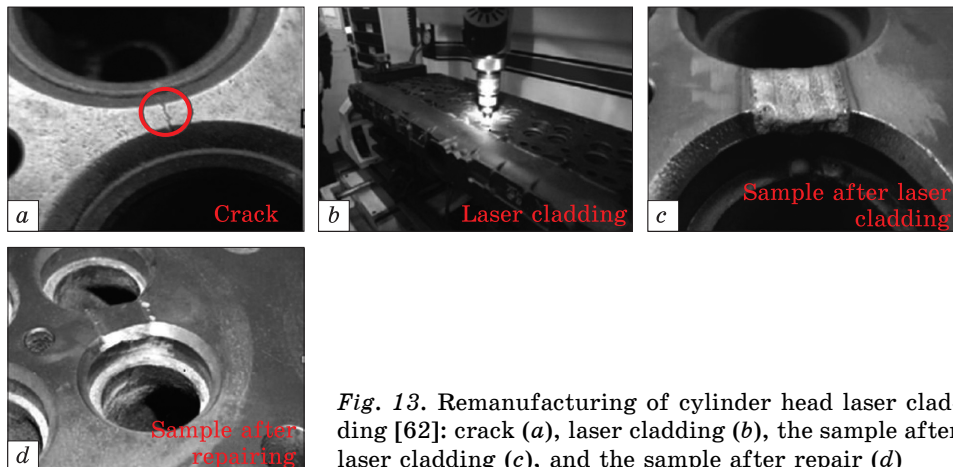 a
Crack
b
Laser cladding
c
Sample after laser
cladding
d
Sample after
repairing
Fig. 13. Remanufacturing of cylinder head laser clad-
ding [62]: crack (a), laser cladding (b), the sample after
laser cladding (c), and the sample after repair (d)